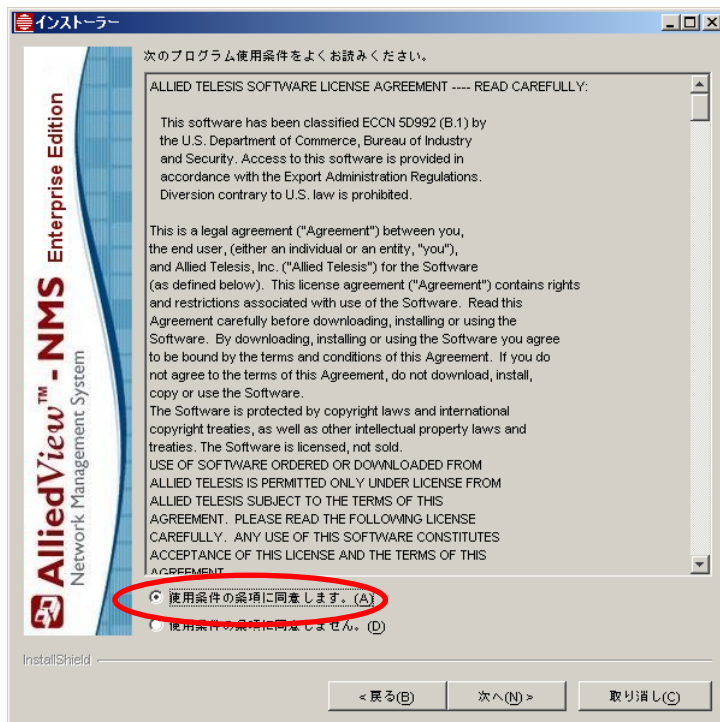 インストーラー
次のプログラム使用条件をよくお読みください。
AlliedView™ - NMS Enterprise Edition
Network Management System
ALLIED TELESIS SOFTWARE LICENSE AGREEMENT ---- READ CAREFULLY:
This software has been classified ECCN 5D992 (B.1) by
the U.S. Department of Commerce, Bureau of Industry
and Security. Access to this software is provided in
accordance with the Export Administration Regulations.
Diversion contrary to U.S. law is prohibited.
This is a legal agreement ("Agreement") between you,
the end user, (either an individual or an entity, "you"),
and Allied Telesis, Inc. ("Allied Telesis") for the Software
(as defined below).  This license agreement ("Agreement") contains rights
and restrictions associated with use of the Software.  Read this
Agreement carefully before downloading, installing or using the
Software.  By downloading, installing or using the Software you agree
to be bound by the terms and conditions of this Agreement.  If you do
not agree to the terms of this Agreement, do not download, install,
copy or use the Software.
The Software is protected by copyright laws and international
copyright treaties, as well as other intellectual property laws and
treaties. The Software is licensed, not sold.
USE OF SOFTWARE ORDERED OR DOWNLOADED FROM
ALLIED TELESIS IS PERMITTED ONLY UNDER LICENSE FROM
ALLIED TELESIS SUBJECT TO THE TERMS OF THIS
AGREEMENT.  PLEASE READ THE FOLLOWING LICENSE
CAREFULLY.  ANY USE OF THIS SOFTWARE CONSTITUTES
ACCEPTANCE OF THIS LICENSE AND THE TERMS OF THIS
AGREEMENT
使用条件の条項に同意します。(A)
使用条件の条項に同意しません。(D)
InstallShield
< 戻る(B)
次へ(N) >
取り消し(C)